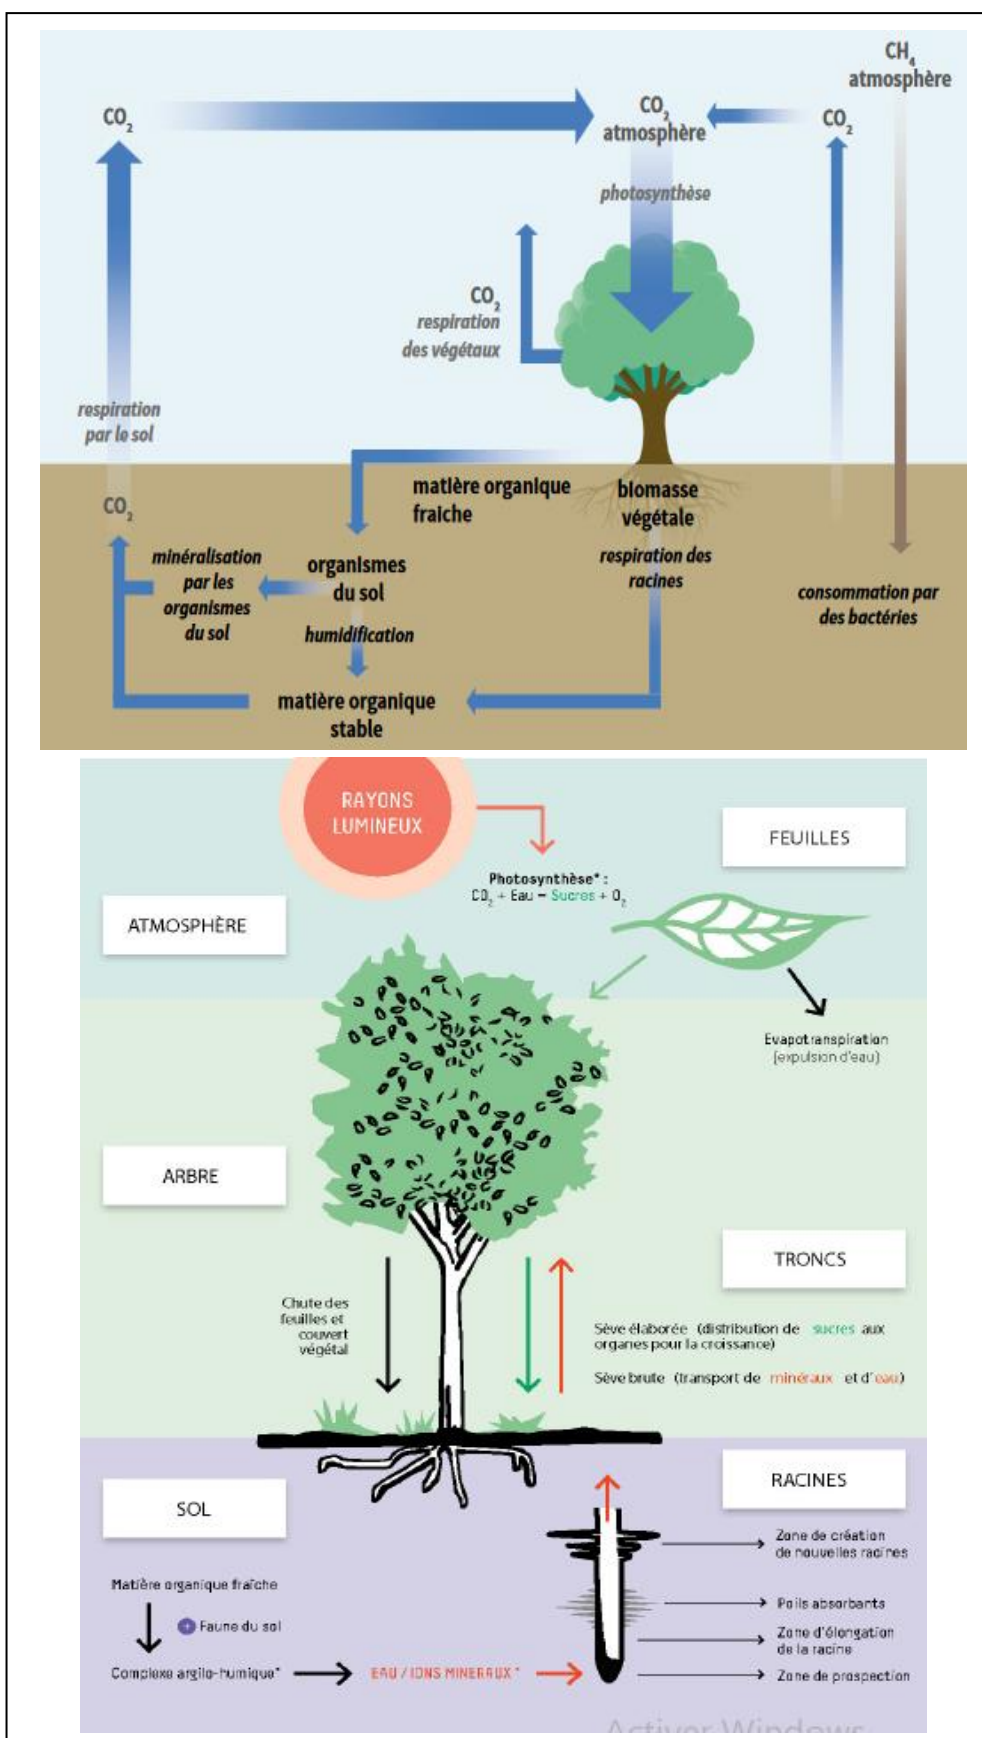 CH₄
atmosphère
CO₂
CO₂
atmosphère
CO₂
photosynthèse
CO₂
respiration
des végétaux
respiration
par le sol
CO₂
matière organique
fraiche
biomasse
végétale
minéralisation
par les
organismes
du sol
organismes
du sol
respiration des
racines
consommation par
des bactéries
humidification
matière organique
stable
RAYONS
LUMINEUX
FEUILLES
Photosynthèse* :
CO₂ + Eau = Sucres + O₂
ATMOSPHÈRE
Evapotranspiration
(expulsion d'eau)
ARBRE
TRONCS
Chute des
feuilles et
couvert
végétal
Sève élaborée (distribution de sucres aux
organes pour la croissance)
Sève brute (transport de minéraux et d'eau)
RACINES
SOL
Zone de création
de nouvelles racines
Matière organique fraîche
Poils absorbants
+ Faune du sol
Zone d'élongation
de la racine
Complexe argilo-humique*
EAU / IONS MINERAUX *
Zone de prospection
Activer Windows